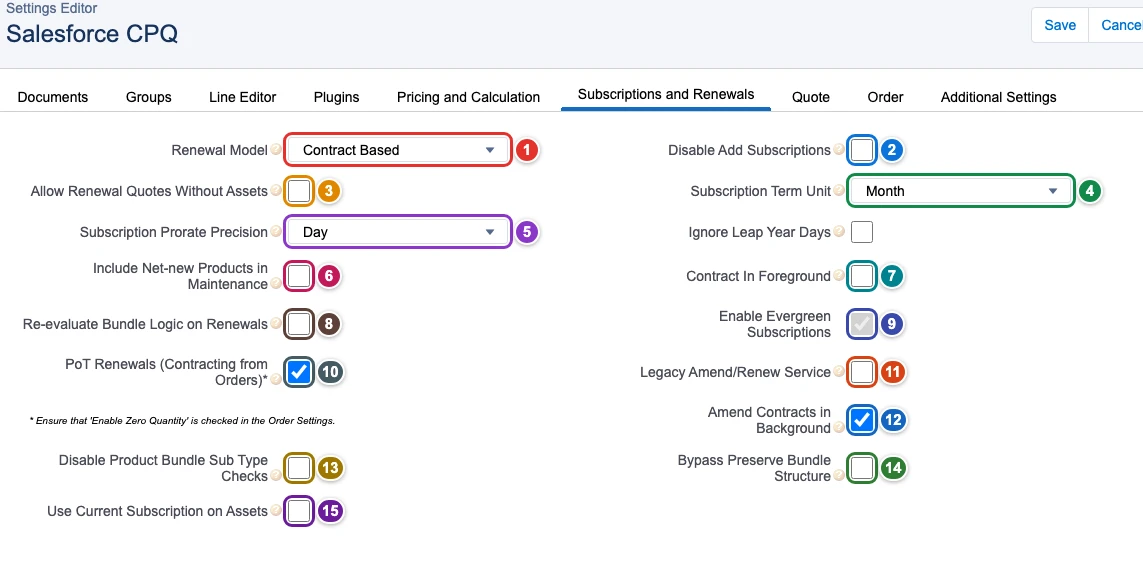 Settings Editor
Salesforce CPQ
Save
Cance
Documents
Groups
Line Editor
Plugins
Pricing and Calculation
Subscriptions and Renewals
Quote
Order
Additional Settings
Renewal Model ? Contract Based 1
Disable Add Subscriptions ? 2
Allow Renewal Quotes Without Assets ? 3
Subscription Term Unit ? Month 4
Subscription Prorate Precision ? Day 5
Ignore Leap Year Days ?
Include Net-new Products in
Maintenance ? 6
Contract In Foreground ? 7
Re-evaluate Bundle Logic on Renewals ? 8
Enable Evergreen
Subscriptions 9
PoT Renewals (Contracting from
Orders)* ? 10
Legacy Amend/Renew Service ? 11
* Ensure that 'Enable Zero Quantity' is checked in the Order Settings.
Amend Contracts in
Background ? 12
Disable Product Bundle Sub Type
Checks ? 13
Bypass Preserve Bundle
Structure ? 14
Use Current Subscription on Assets ? 15